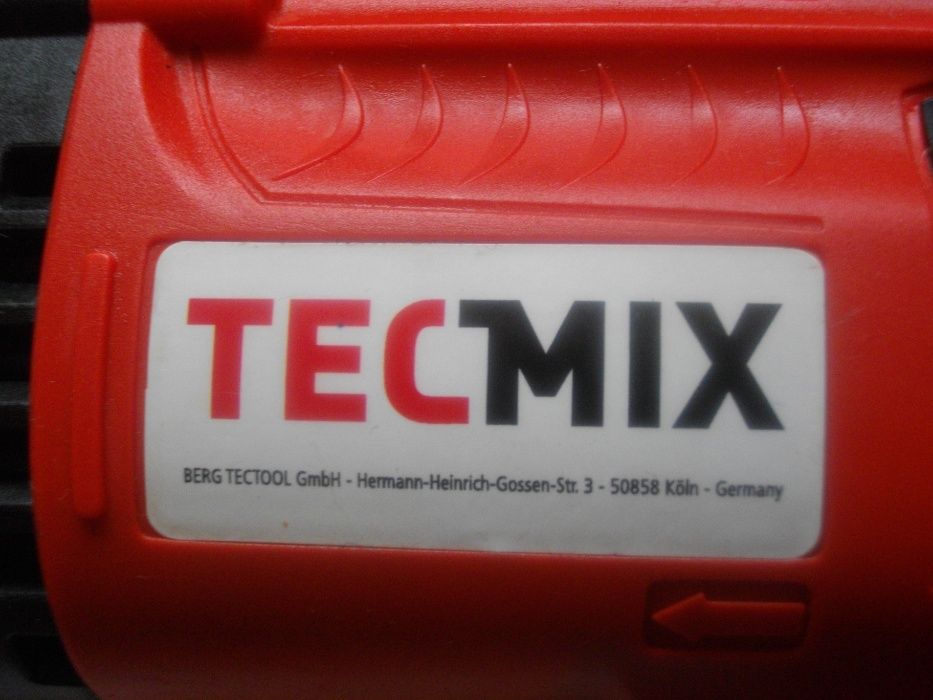 TECMIX
BERG TECTOOL GmbH - Hermann-Heinrich-Gossen-Str. 3 - 50858 Köln - Germany